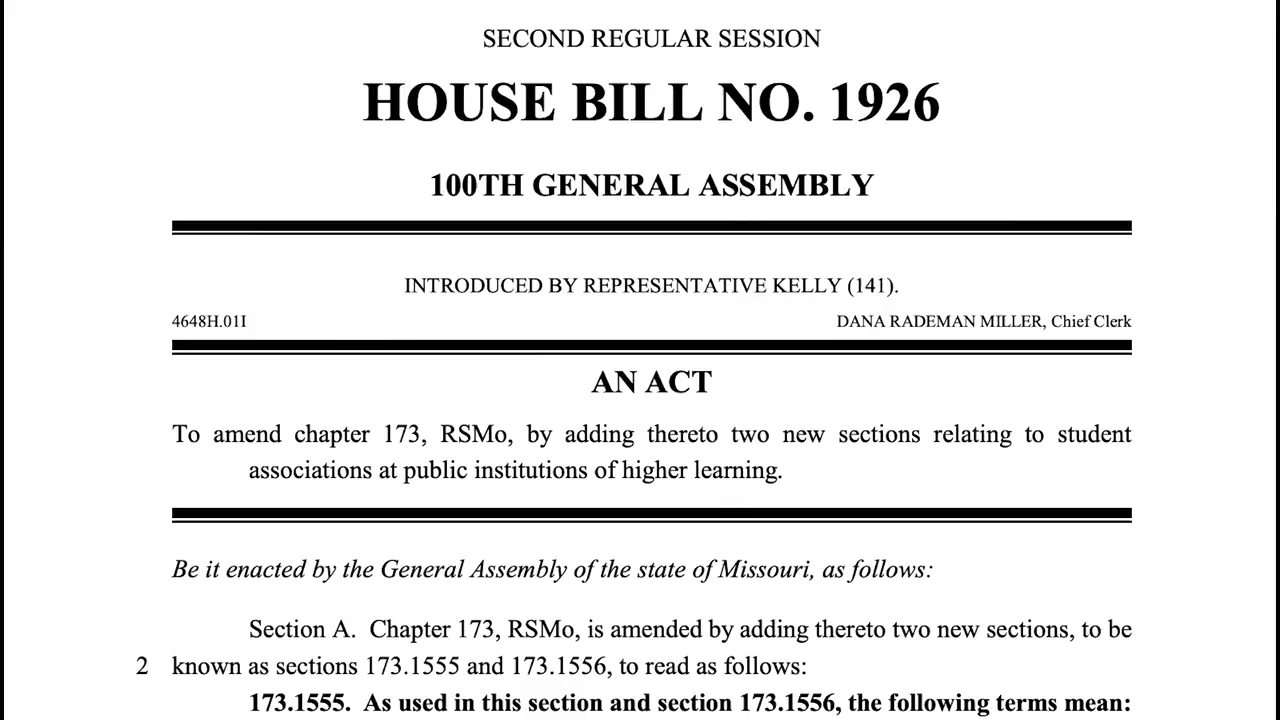 SECOND REGULAR SESSION
HOUSE BILL NO. 1926
100TH GENERAL ASSEMBLY
INTRODUCED BY REPRESENTATIVE KELLY (141).
4648H.01I DANA RADEMAN MILLER, Chief Clerk
AN ACT
To amend chapter 173, RSMo, by adding thereto two new sections relating to student
associations at public institutions of higher learning.
Be it enacted by the General Assembly of the state of Missouri, as follows:
Section A. Chapter 173, RSMo, is amended by adding thereto two new sections, to be
2 known as sections 173.1555 and 173.1556, to read as follows:
173.1555. As used in this section and section 173.1556, the following terms mean: